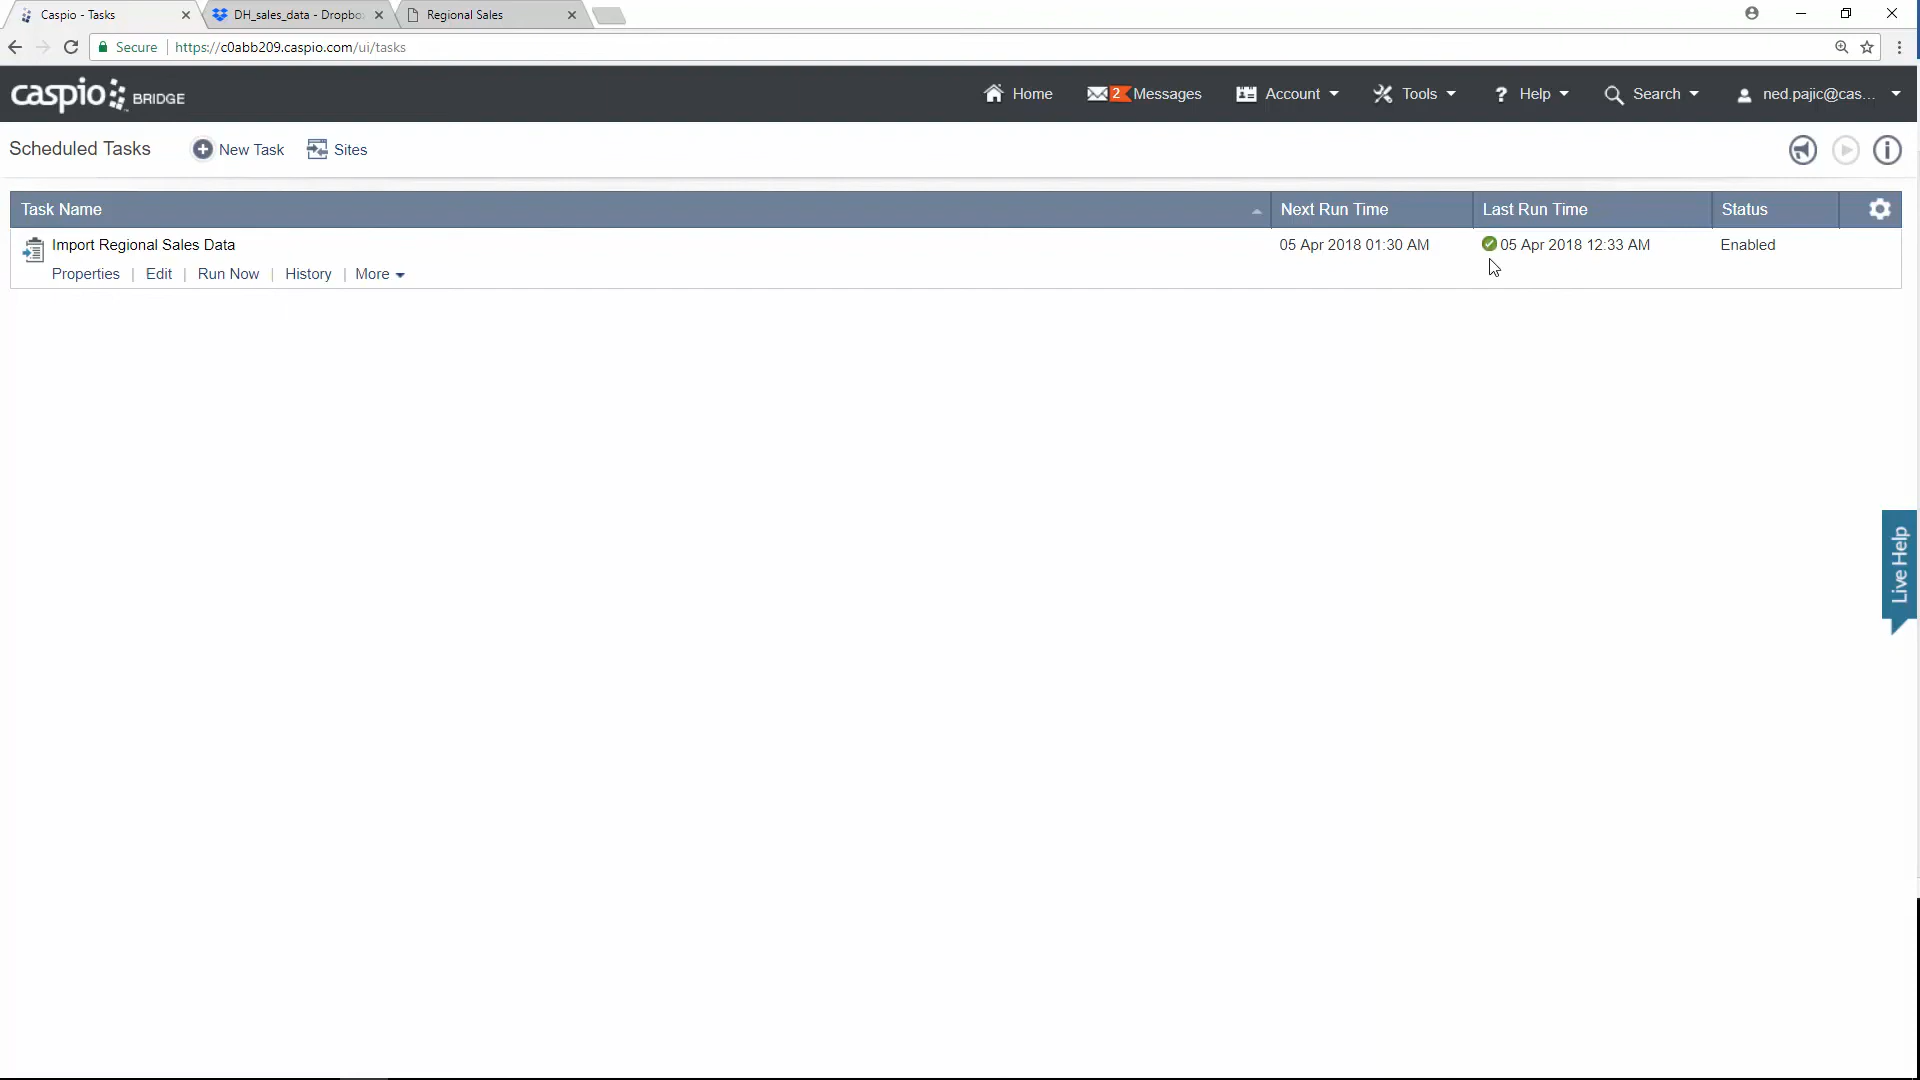 Caspio - Tasks
DH_sales_data - Dropbo
Regional Sales
Secure
https://c0abb209.caspio.com/ui/tasks
caspio BRIDGE
Home
2 Messages
Account
Tools
? Help
Search
ned.pajic@cas...
Scheduled Tasks
New Task
Sites
Task Name
Next Run Time
Last Run Time
Status
Import Regional Sales Data
05 Apr 2018 01:30 AM
05 Apr 2018 12:33 AM
Enabled
Properties | Edit | Run Now | History | More
Live Help